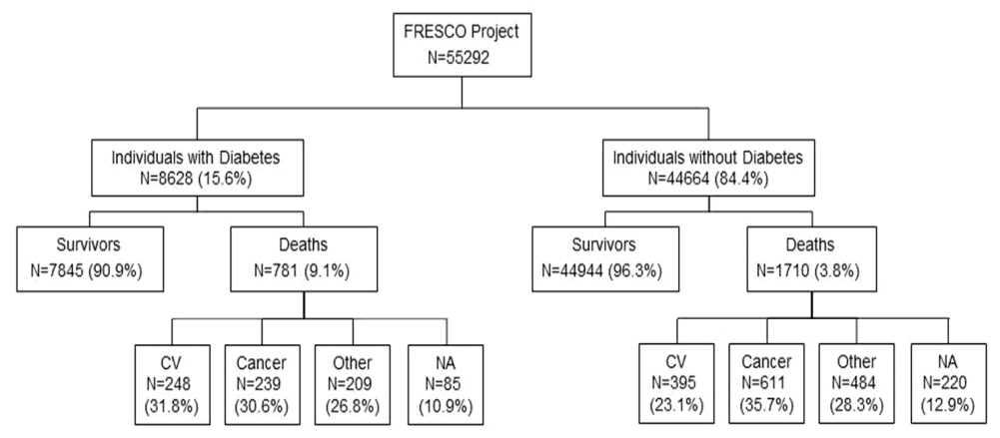 FRESCO Project
N=55292
Individuals with Diabetes
N=8628 (15.6%)
Individuals without Diabetes
N=44664 (84.4%)
Survivors
N=7845 (90.9%)
Deaths
N=781 (9.1%)
Survivors
N=44944 (96.3%)
Deaths
N=1710 (3.8%)
CV
N=248
(31.8%)
Cancer
N=239
(30.6%)
Other
N=209
(26.8%)
NA
N=85
(10.9%)
CV
N=395
(23.1%)
Cancer
N=611
(35.7%)
Other
N=484
(28.3%)
NA
N=220
(12.9%)